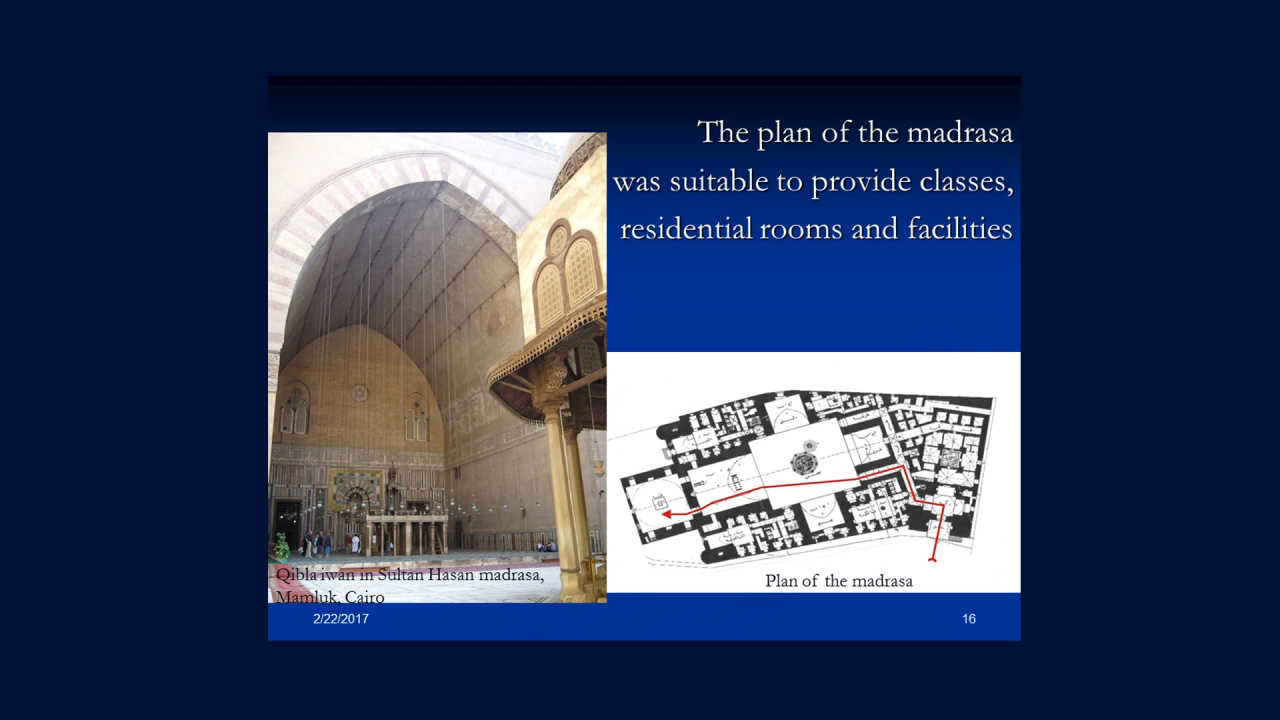 The plan of the madrasa
was suitable to provide classes,
residential rooms and facilities
Qibla iwan in Sultan Hasan madrasa,
Mamluk, Cairo
Plan of the madrasa
2/22/2017
16